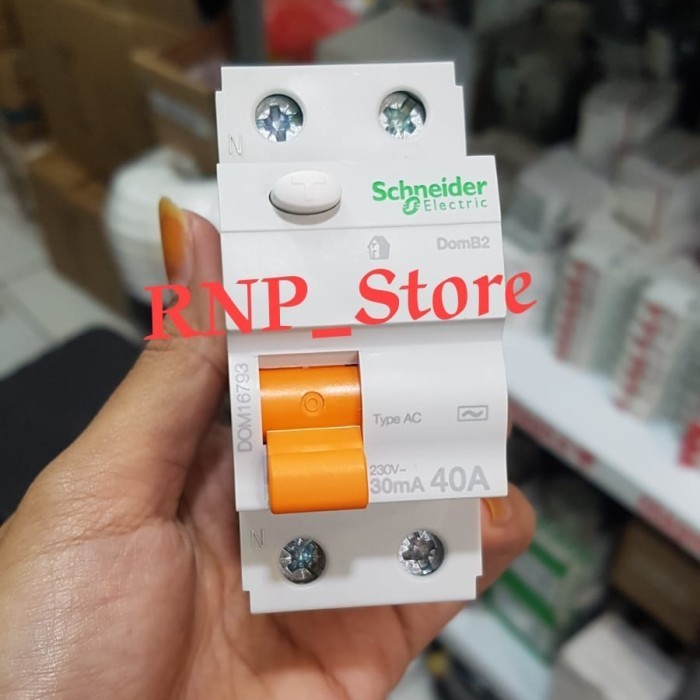 N
T
Schneider
Electric
DomB2
RNP_Store
DOM16793
O
Type AC
230V~
30mA 40A
N